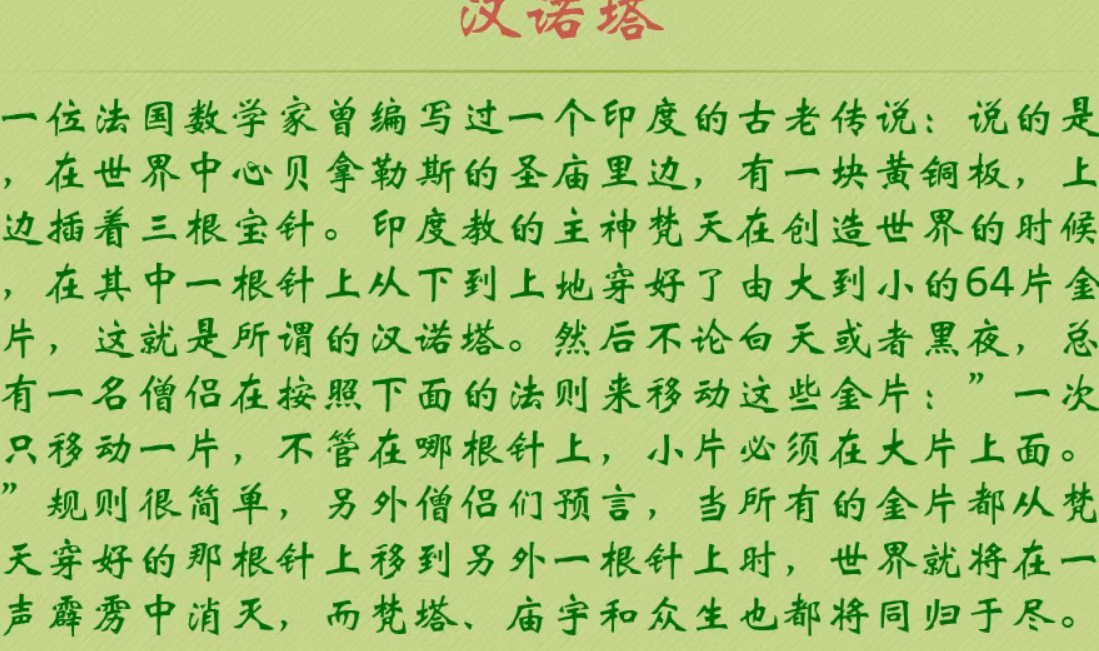 汉诺塔
一位法国数学家曾编写过一个印度的古老传说：说的是
，在世界中心贝拿勒斯的圣庙里边，有一块黄铜板，上
边插着三根宝针。印度教的主神梵天在创造世界的时候
，在其中一根针上从下到上地穿好了由大到小的64片金
片，这就是所谓的汉诺塔。然后不论白天或者黑夜，总
有一名僧侣在按照下面的法则来移动这些金片：”一次
只移动一片，不管在哪根针上，小片必须在大片上面。
”规则很简单，另外僧侣们预言，当所有的金片都从梵
天穿好的那根针上移到另外一根针上时，世界就将在一
声霹雳中消灭，而梵塔、庙宇和众生也都将同归于尽。